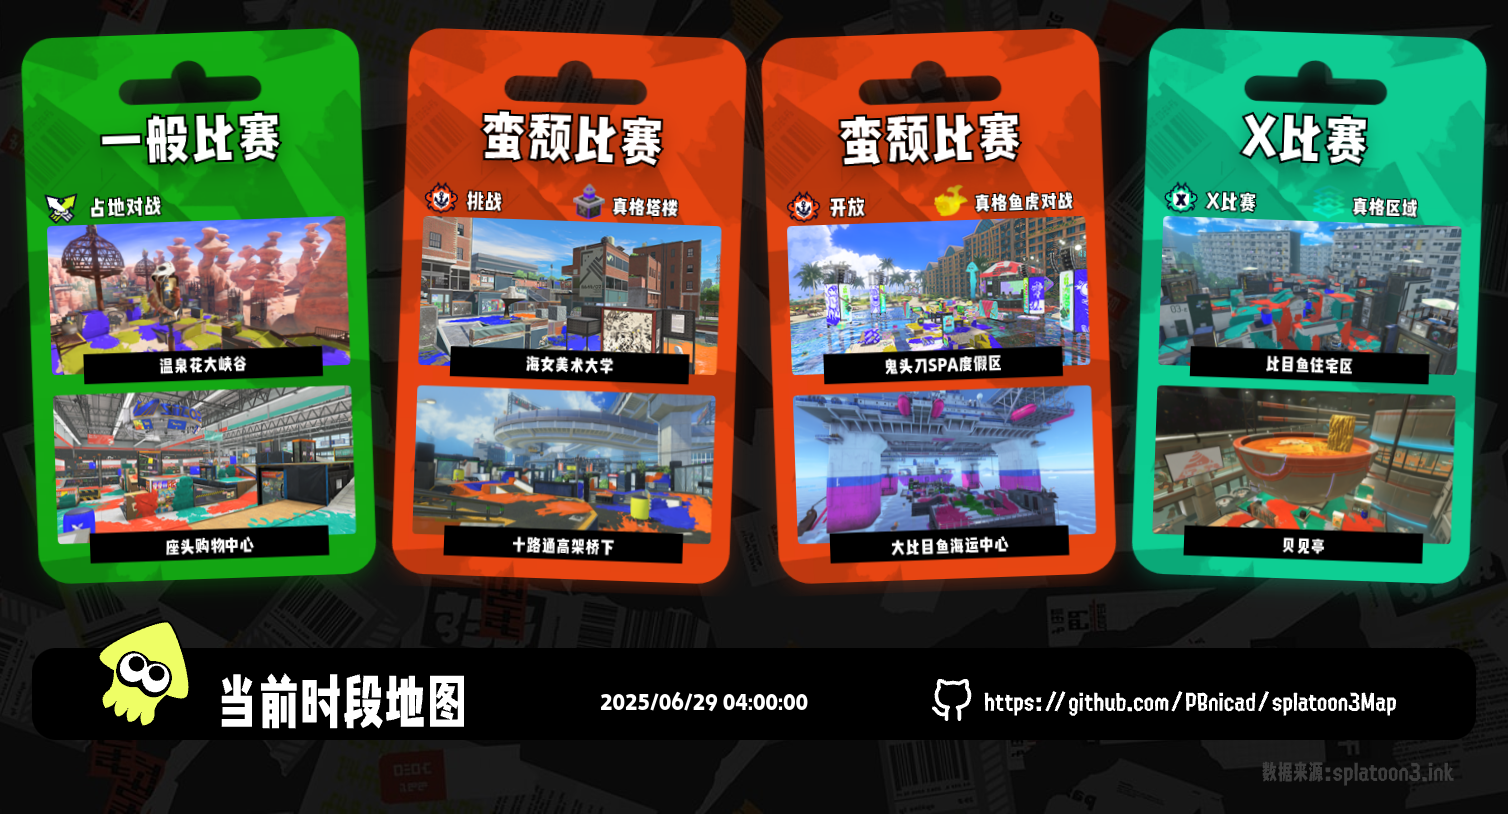 一般比赛
占地对战
温泉花大峡谷
座头购物中心
蛮颓比赛
挑战
真格塔楼
海女美术大学
十路通高架桥下
蛮颓比赛
开放
真格鱼虎对战
鬼头刀SPA度假区
大比目鱼海运中心
X比赛
X比赛
真格区域
比目鱼住宅区
贝见亭
当前时段地图
2025/06/29 04:00:00
https://github.com/PBnicad/splatoon3Map
数据来源:splatoon3.ink